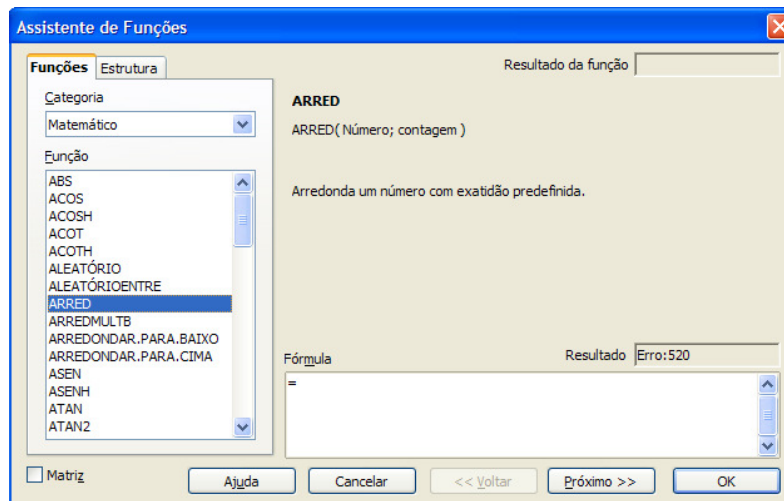 Assistente de Funções
Funções Estrutura
Resultado da função
Categoria
Matemático
Função
ABS
ACOS
ACOSH
ACOT
ACOTH
ALEATÓRIO
ALEATÓRIOENTRE
ARRED
ARREDMULTB
ARREDONDAR.PARA.BAIXO
ARREDONDAR.PARA.CIMA
ASEN
ASENH
ATAN
ATAN2
ARRED
ARRED( Número; contagem )
Arredonda um número com exatidão predefinida.
Fórmula
Resultado Erro:520
=
Matriz
Ajuda
Cancelar
<< Voltar
Próximo >>
OK